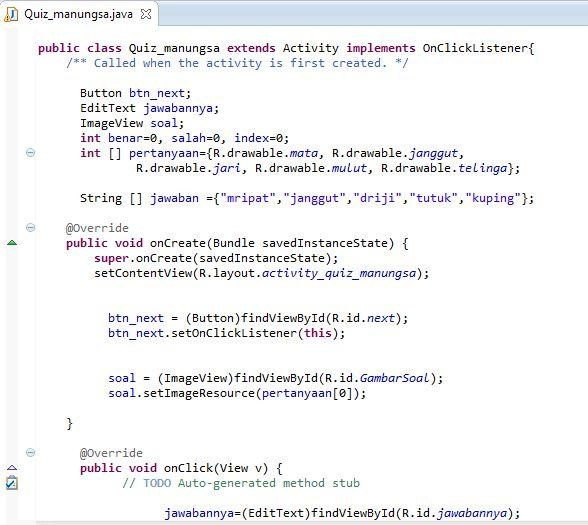 Quiz_manungsa.java
public class Quiz_manungsa extends Activity implements OnClickListener{
/** Called when the activity is first created. */
Button btn_next;
EditText jawabannya;
ImageView soal;
int benar=0, salah=0, index=0;
int [] pertanyaan={R.drawable.mata, R.drawable.janggut,
R.drawable.jari, R.drawable.mulut, R.drawable.telinga};
String [] jawaban ={"mripat","janggut","driji","tutuk","kuping"};
@Override
public void onCreate(Bundle savedInstanceState) {
super.onCreate(savedInstanceState);
setContentView(R.layout.activity_quiz_manungsa);
btn_next = (Button)findViewById(R.id.next);
btn_next.setOnClickListener(this);
soal = (ImageView)findViewById(R.id.GambarSoal);
soal.setImageResource(pertanyaan[0]);
}
@Override
public void onClick(View v) {
// TODO Auto-generated method stub
jawabannya=(EditText)findViewById(R.id.jawabannya);